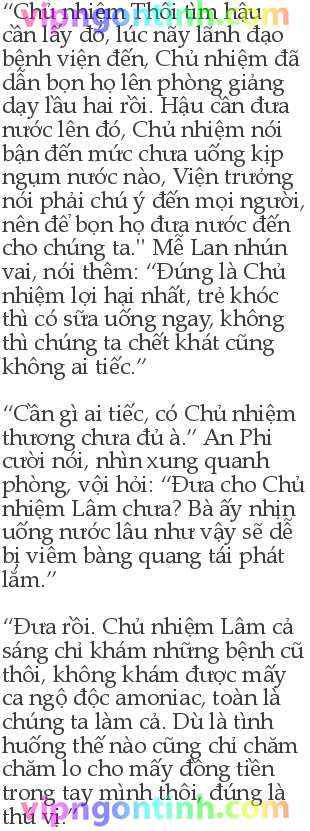 “Chủ nhiệm Thôi tìm hậu
cần lấy đó, lúc nãy lãnh đạo
bệnh viện đến, Chủ nhiệm đã
dẫn bọn họ lên phòng giảng
dạy lầu hai rồi. Hậu cần đưa
nước lên đó, Chủ nhiệm nói
bận đến mức chưa uống kịp
ngụm nước nào, Viện trưởng
nói phải chú ý đến mọi người,
nên để bọn họ đưa nước đến
cho chúng ta." Mễ Lan nhún
vai, nói thêm: “Đúng là Chủ
nhiệm lợi hại nhất, trẻ khóc
thì có sữa uống ngay, không
thì chúng ta chết khát cũng
không ai tiếc.”
“Cần gì ai tiếc, có Chủ nhiệm
thương chưa đủ à.” An Phi
cười nói, nhìn xung quanh
phòng, vội hỏi: “Đưa cho Chủ
nhiệm Lâm chưa? Bà ấy nhịn
uống nước lâu như vậy sẽ dễ
bị viêm bàng quang tái phát
lắm.”
“Đưa rồi. Chủ nhiệm Lâm cả
sáng chỉ khám những bệnh cũ
thôi, không khám được mấy
ca ngộ độc amoniac, toàn là
chúng ta làm cả. Dù là tình
huống thế nào cũng chỉ chăm
chăm lo cho mấy đồng tiền
trong tay mình thôi, đúng là
thú vị.”
vipngontinh.com
vipngontinh.com